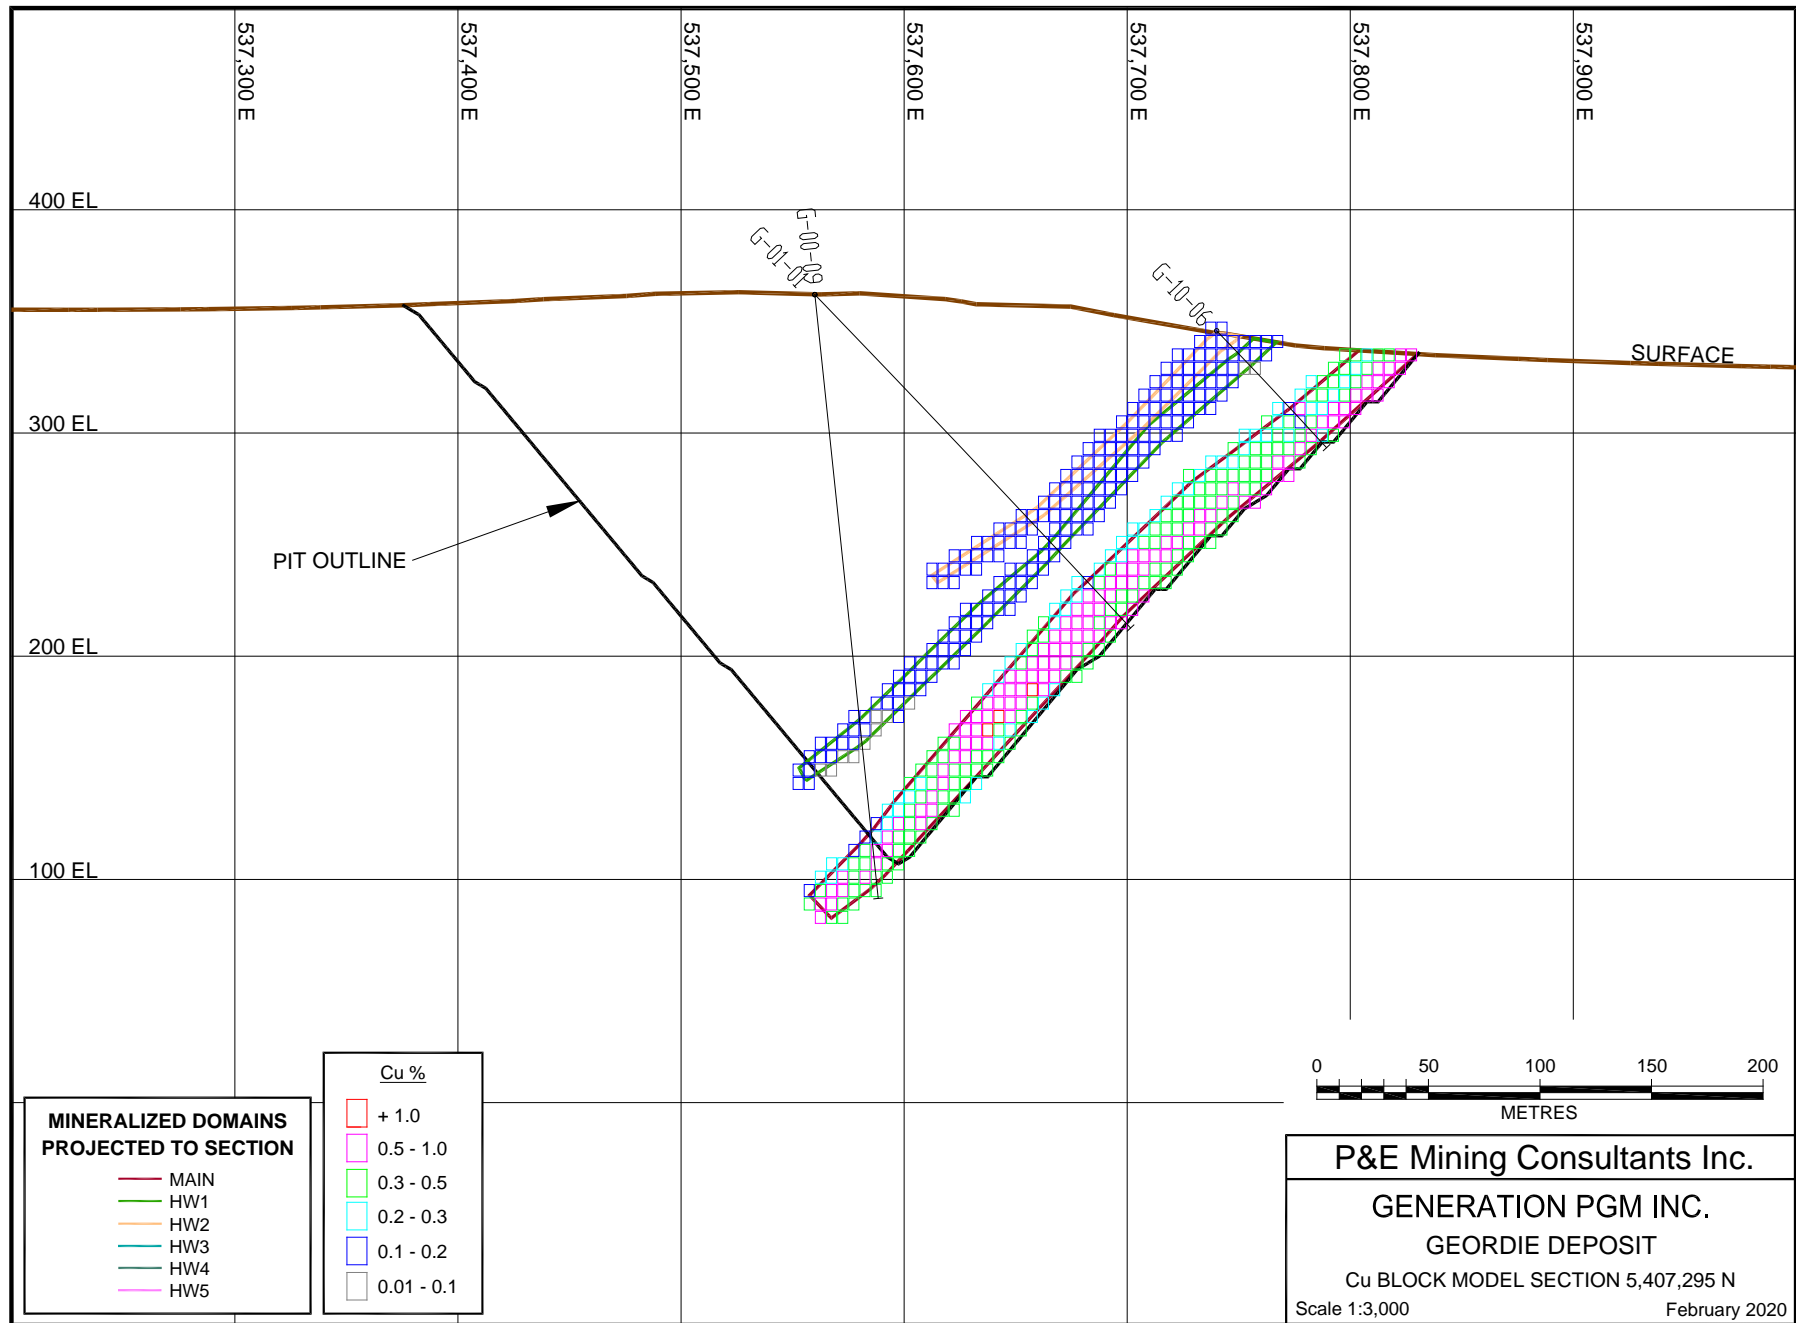 537,300 E
537,400 E
537,500 E
537,600 E
537,700 E
537,800 E
537,900 E
400 EL
300 EL
200 EL
100 EL
G-00-09
G-01-01
G-10-06
SURFACE
PIT OUTLINE
MINERALIZED DOMAINS
PROJECTED TO SECTION
MAIN
HW1
HW2
HW3
HW4
HW5
Cu %
+ 1.0
0.5 - 1.0
0.3 - 0.5
0.2 - 0.3
0.1 - 0.2
0.01 - 0.1
0 50 100 150 200
METRES
P&E Mining Consultants Inc.
GENERATION PGM INC.
GEORDIE DEPOSIT
Cu BLOCK MODEL SECTION 5,407,295 N
Scale 1:3,000 February 2020